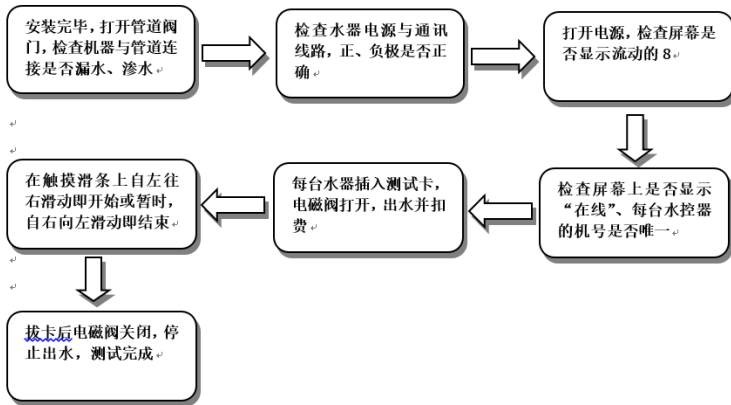 安装完毕，打开管道阀
门，检查机器与管道连
接是否漏水、渗水
检查水器电源与通讯
线路，正、负极是否正
确
打开电源，检查屏幕是
否显示流动的 8
检查屏幕上是否显示
“在线”、每台水控器
的机号是否唯一
每台水器插入测试卡，
电磁阀打开，出水并扣
费
在触摸滑条上自左往
右滑动即开始或暂时，
自右向左滑动即结束
拔卡后电磁阀关闭，停
止出水，测试完成